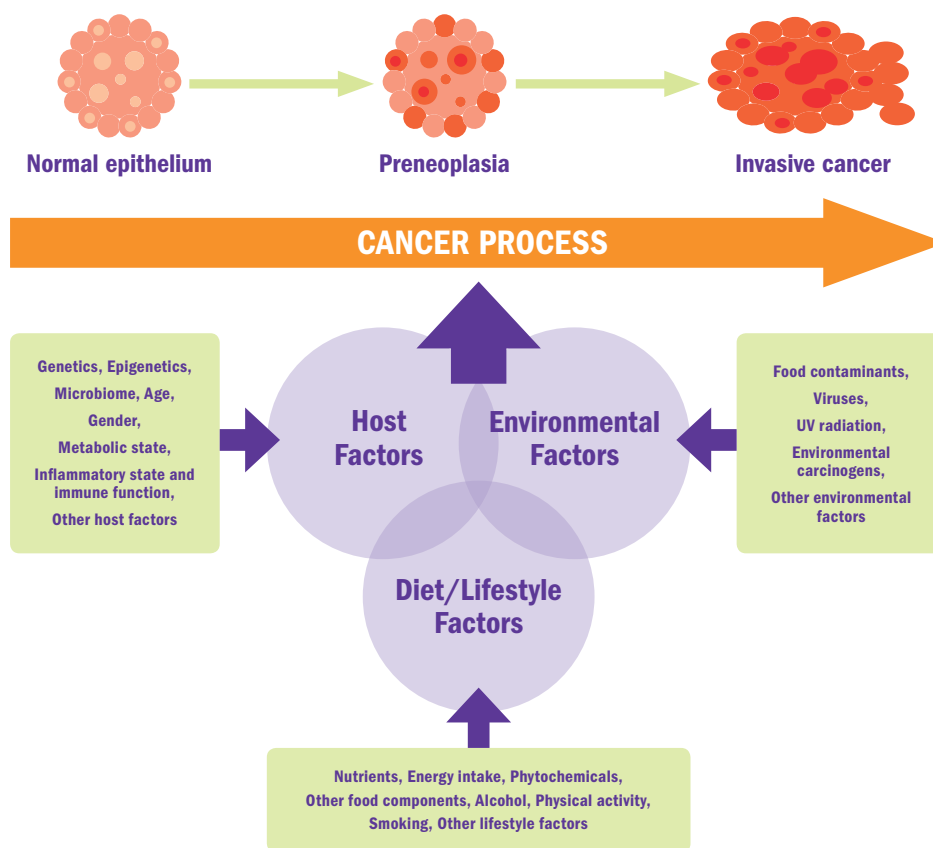 Normal epithelium
Preneoplasia
Invasive cancer
CANCER PROCESS
Genetics, Epigenetics,
Microbiome, Age,
Gender,
Metabolic state,
Inflammatory state and
immune function,
Other host factors
Host
Factors
Environmental
Factors
Food contaminants,
Viruses,
UV radiation,
Environmental
carcinogens,
Other environmental
factors
Diet/Lifestyle
Factors
Nutrients, Energy intake, Phytochemicals,
Other food components, Alcohol, Physical activity,
Smoking, Other lifestyle factors